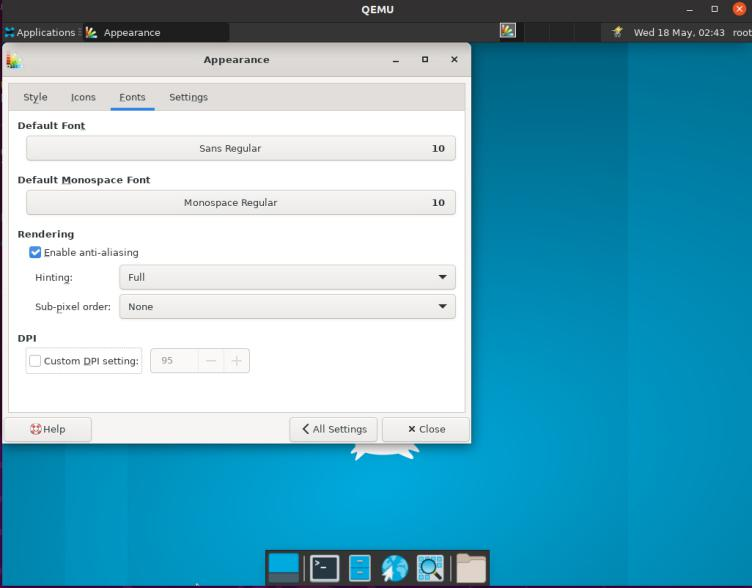 QEMU
Applications Appearance Wed 18 May, 02:43 root
Appearance
Style Icons Fonts Settings
Default Font
Sans Regular 10
Default Monospace Font
Monospace Regular 10
Rendering
Enable anti-aliasing
Hinting: Full
Sub-pixel order: None
DPI
Custom DPI setting: 95
Help All Settings Close